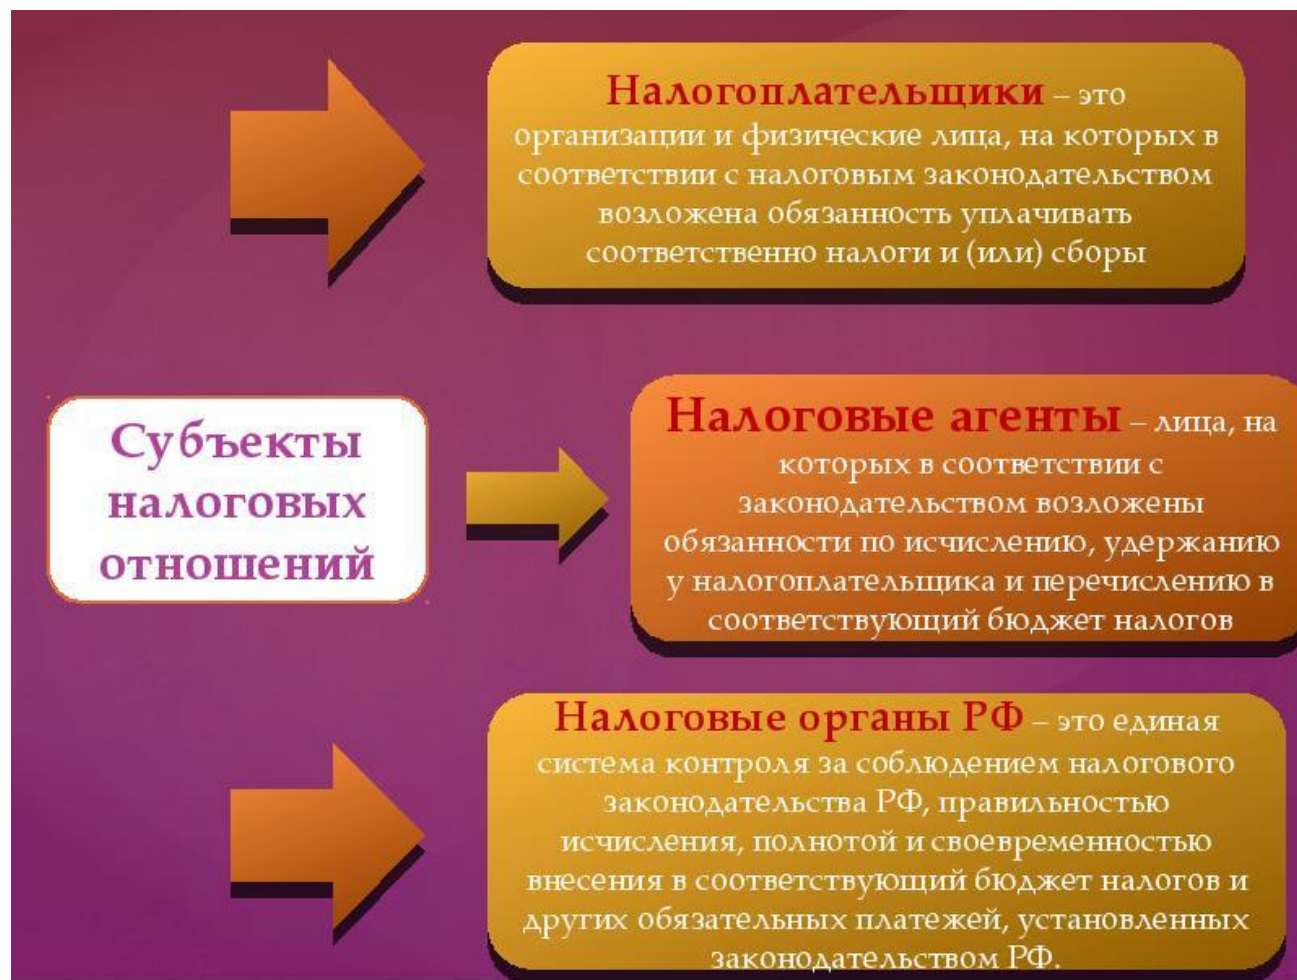 Налогоплательщики – это
организации и физические лица, на которых в
соответствии с налоговым законодательством
возложена обязанность уплачивать
соответственно налоги и (или) сборы
Субъекты
налоговых
отношений
Налоговые агенты – лица, на
которых в соответствии с
законодательством возложены
обязанности по исчислению, удержанию
у налогоплательщика и перечислению в
соответствующий бюджет налогов
Налоговые органы РФ – это единая
система контроля за соблюдением налогового
законодательства РФ, правильностью
исчисления, полнотой и своевременностью
внесения в соответствующий бюджет налогов и
других обязательных платежей, установленных
законодательством РФ.